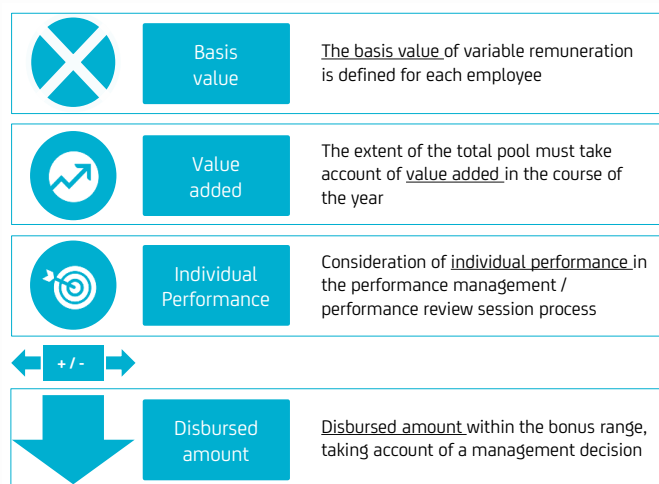 Basis
value
The basis value of variable remuneration
is defined for each employee
Value
added
The extent of the total pool must take
account of value added in the course of
the year
Individual
Performance
Consideration of individual performance in
the performance management /
performance review session process
+ / -
Disbursed
amount
Disbursed amount within the bonus range,
taking account of a management decision